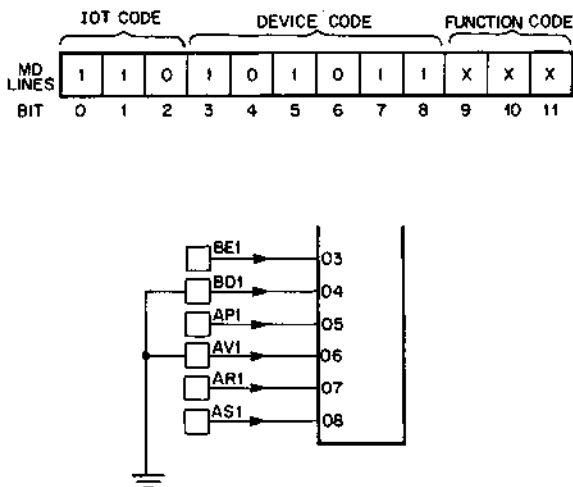 IOT CODE DEVICE CODE FUNCTION CODE
MD LINES 1 1 0 1 0 1 0 1 1 X X X
BIT 0 1 2 3 4 5 6 7 8 9 10 11
BE1 03
BD1 04
AP1 05
AV1 06
AR1 07
AS1 08